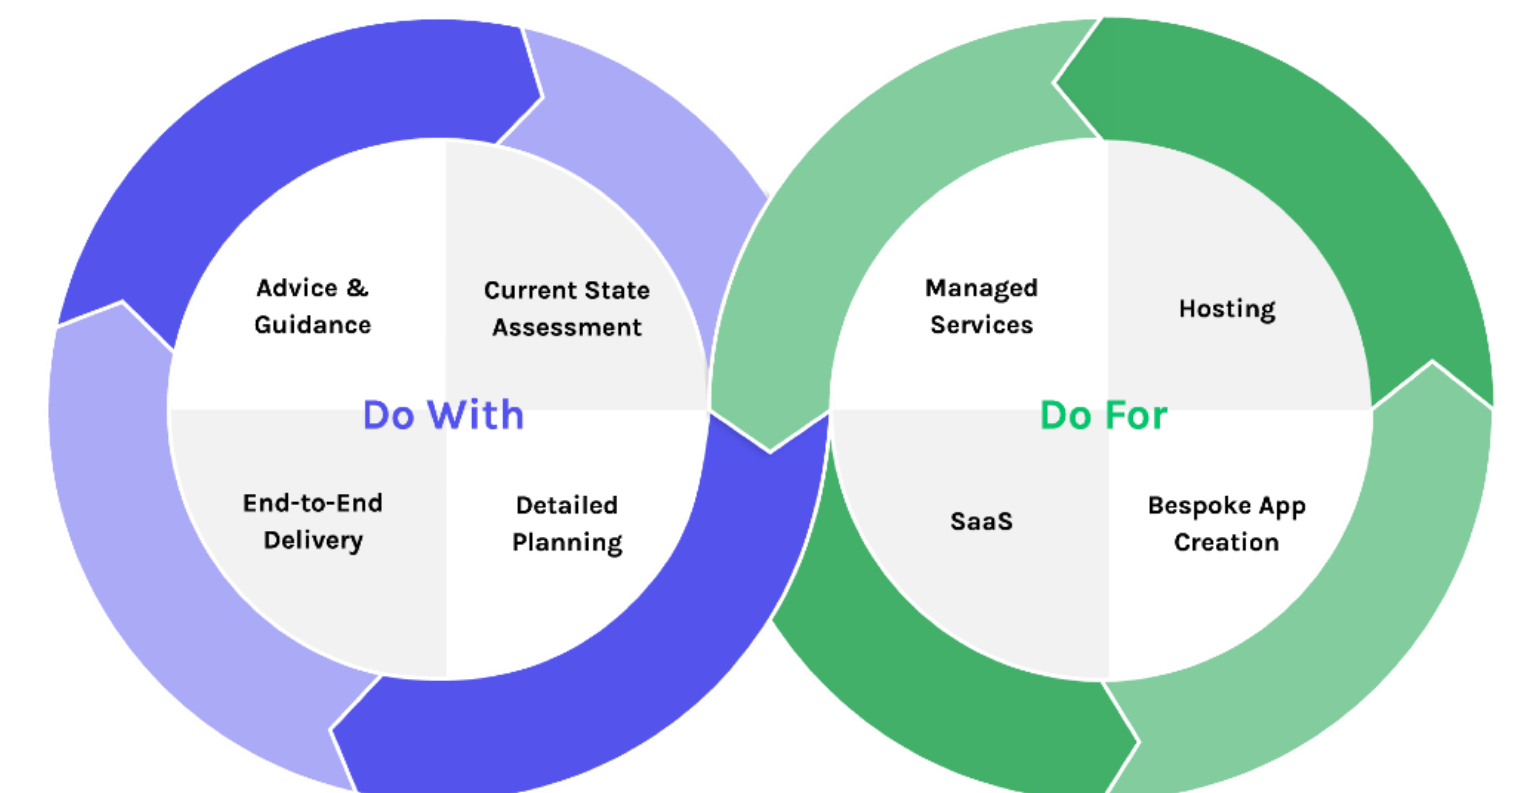 Advice &
Guidance
Current State
Assessment
Do With
End-to-End
Delivery
Detailed
Planning
Managed
Services
Hosting
Do For
SaaS
Bespoke App
Creation